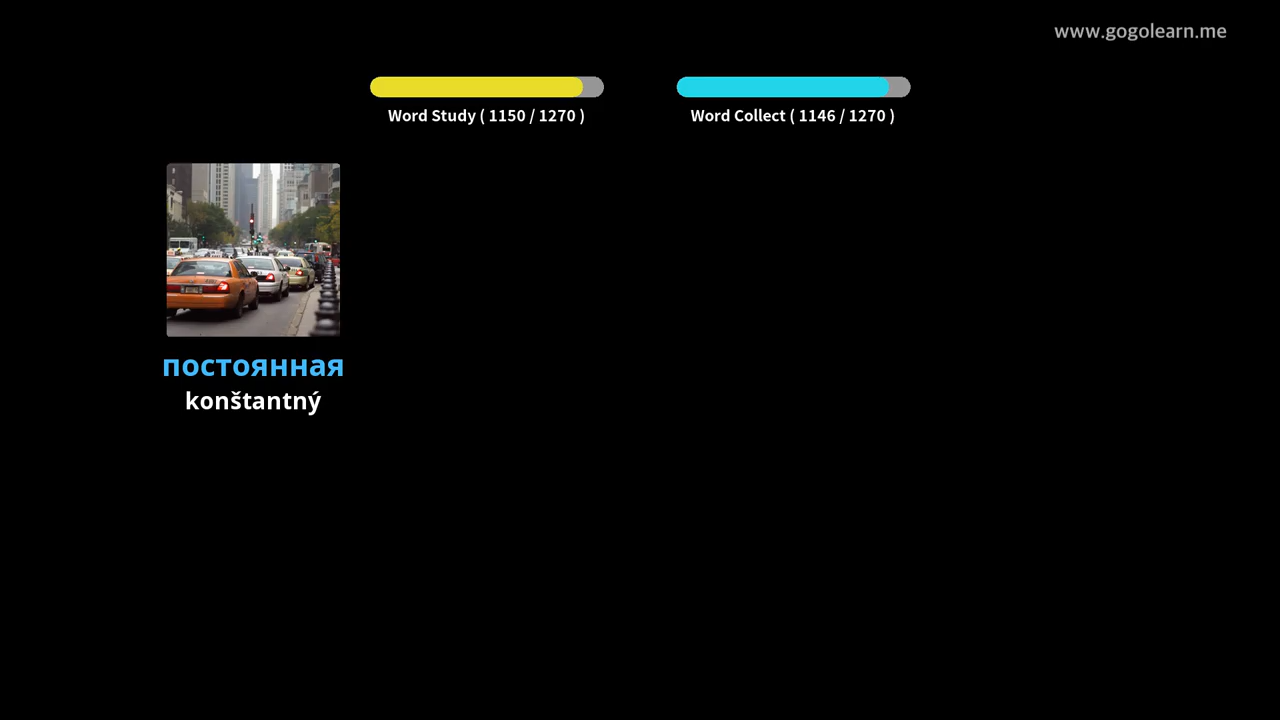 www.gogolearn.me
Word Study ( 1150 / 1270 )
Word Collect ( 1146 / 1270 )
постоянная
konštantný